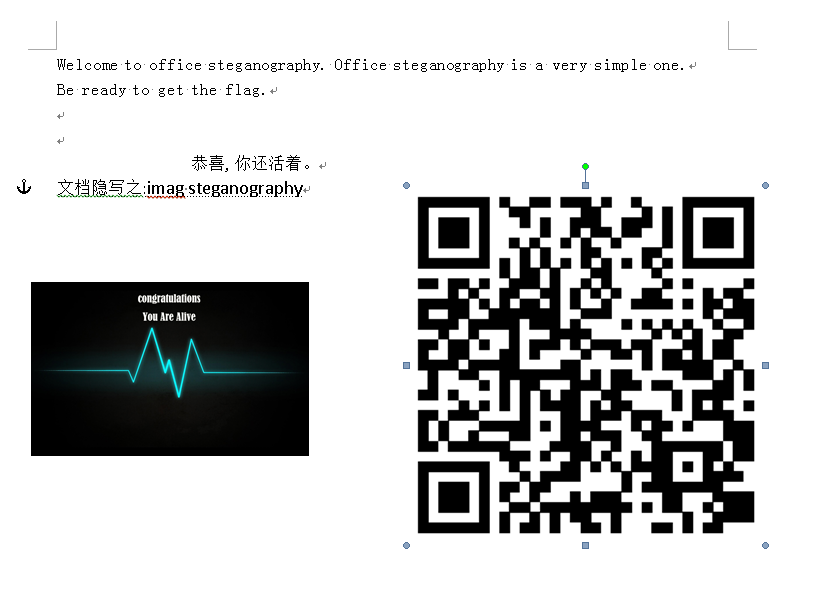 Welcome to office steganography. Office steganography is a very simple one.
Be ready to get the flag.
恭喜,你还活着。
文档隐写之:imag steganography
congratulations
You Are Alive